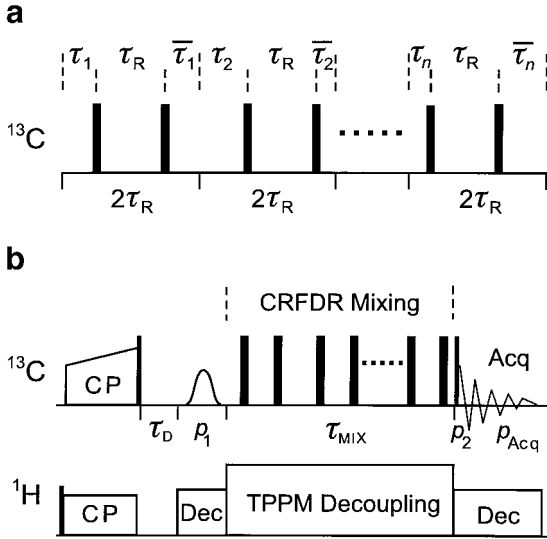 a
τ₁ τR τ̄₁ τ₂ τR τ̄₂ τn τR τ̄n
¹³C
2τR 2τR 2τR
b
CRFDR Mixing
¹³C CP Acq
τD p₁ τMIX p₂ pAcq
¹H CP Dec TPPM Decoupling Dec